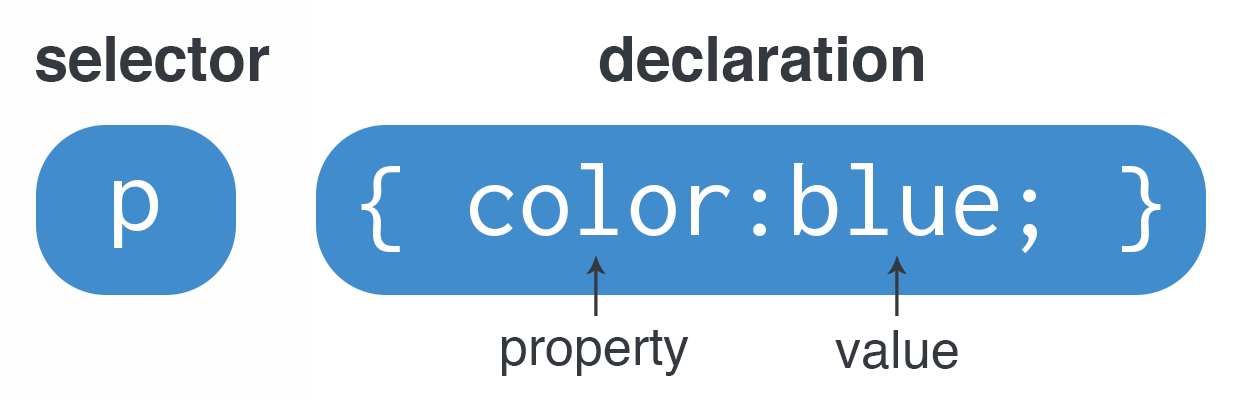 selector declaration
p { color:blue; }
property value